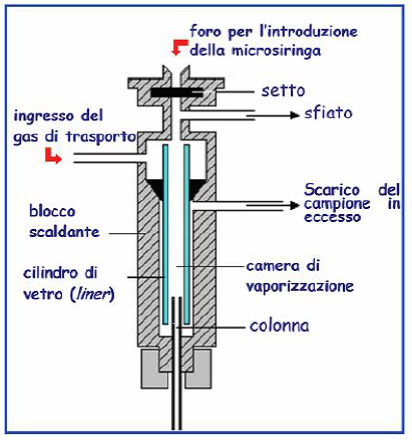 foro per l'introduzione
della microsiringa
setto
sfiato
ingresso del
gas di trasporto
Scarico del
campione in
eccesso
blocco
scaldante
camera di
vaporizzazione
cilindro di
vetro (liner)
colonna